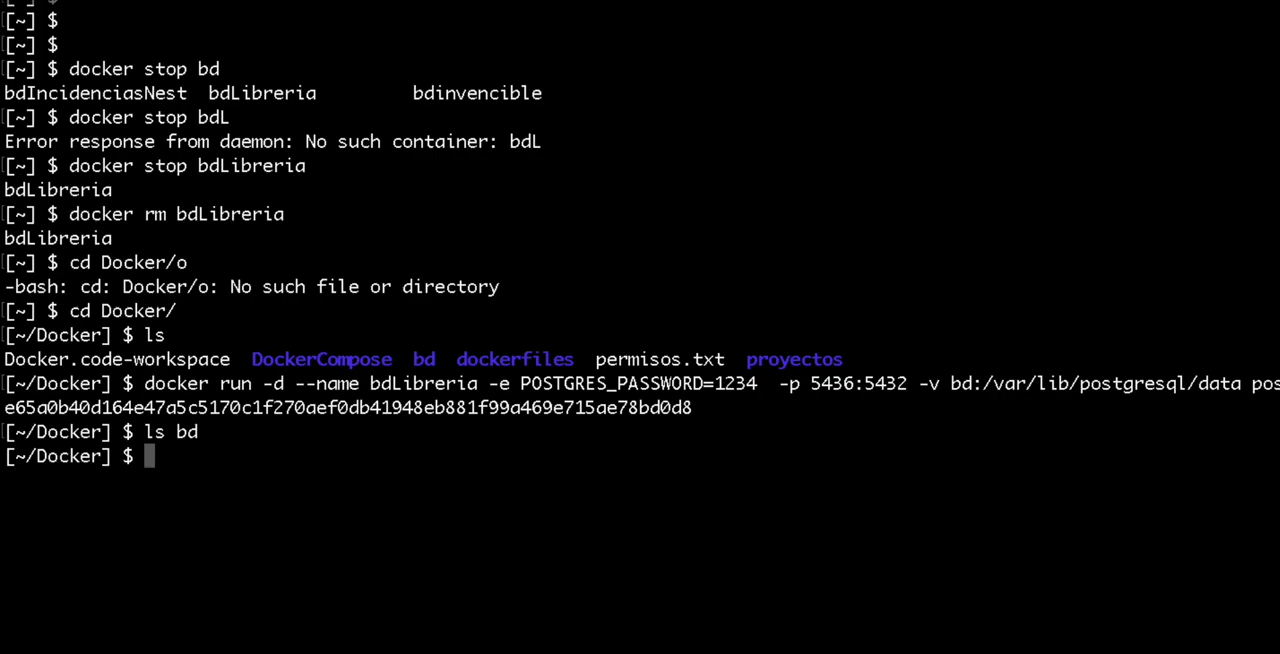 [~] $
[~] $
[~] $ docker stop bd
bdIncidenciasNest  bdLibreria         bdinvencible
[~] $ docker stop bdL
Error response from daemon: No such container: bdL
[~] $ docker stop bdLibreria
bdLibreria
[~] $ docker rm bdLibreria
bdLibreria
[~] $ cd Docker/o
-bash: cd: Docker/o: No such file or directory
[~] $ cd Docker/
[~/Docker] $ ls
Docker.code-workspace  DockerCompose  bd  dockerfiles  permisos.txt  proyectos
[~/Docker] $ docker run -d --name bdLibreria -e POSTGRES_PASSWORD=1234  -p 5436:5432 -v bd:/var/lib/postgresql/data pos
e65a0b40d164e47a5c5170c1f270aef0db41948eb881f99a469e715ae78bd0d8
[~/Docker] $ ls bd
[~/Docker] $